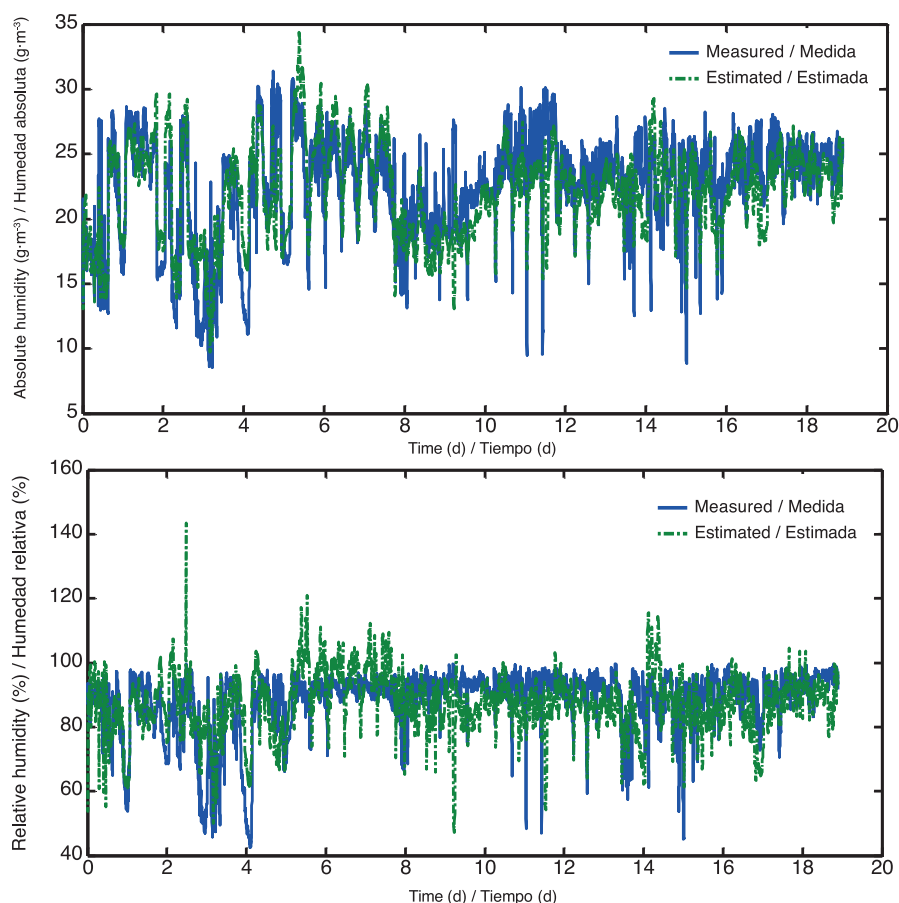 Absolute humidity (g·m⁻³) / Humedad absoluta (g·m⁻³)
35
30
25
20
15
10
5
Measured / Medida
Estimated / Estimada
0 2 4 6 8 10 12 14 16 18 20
Time (d) / Tiempo (d)
Relative humidity (%) / Humedad relativa (%)
160
140
120
100
80
60
40
Measured / Medida
Estimated / Estimada
0 2 4 6 8 10 12 14 16 18 20
Time (d) / Tiempo (d)